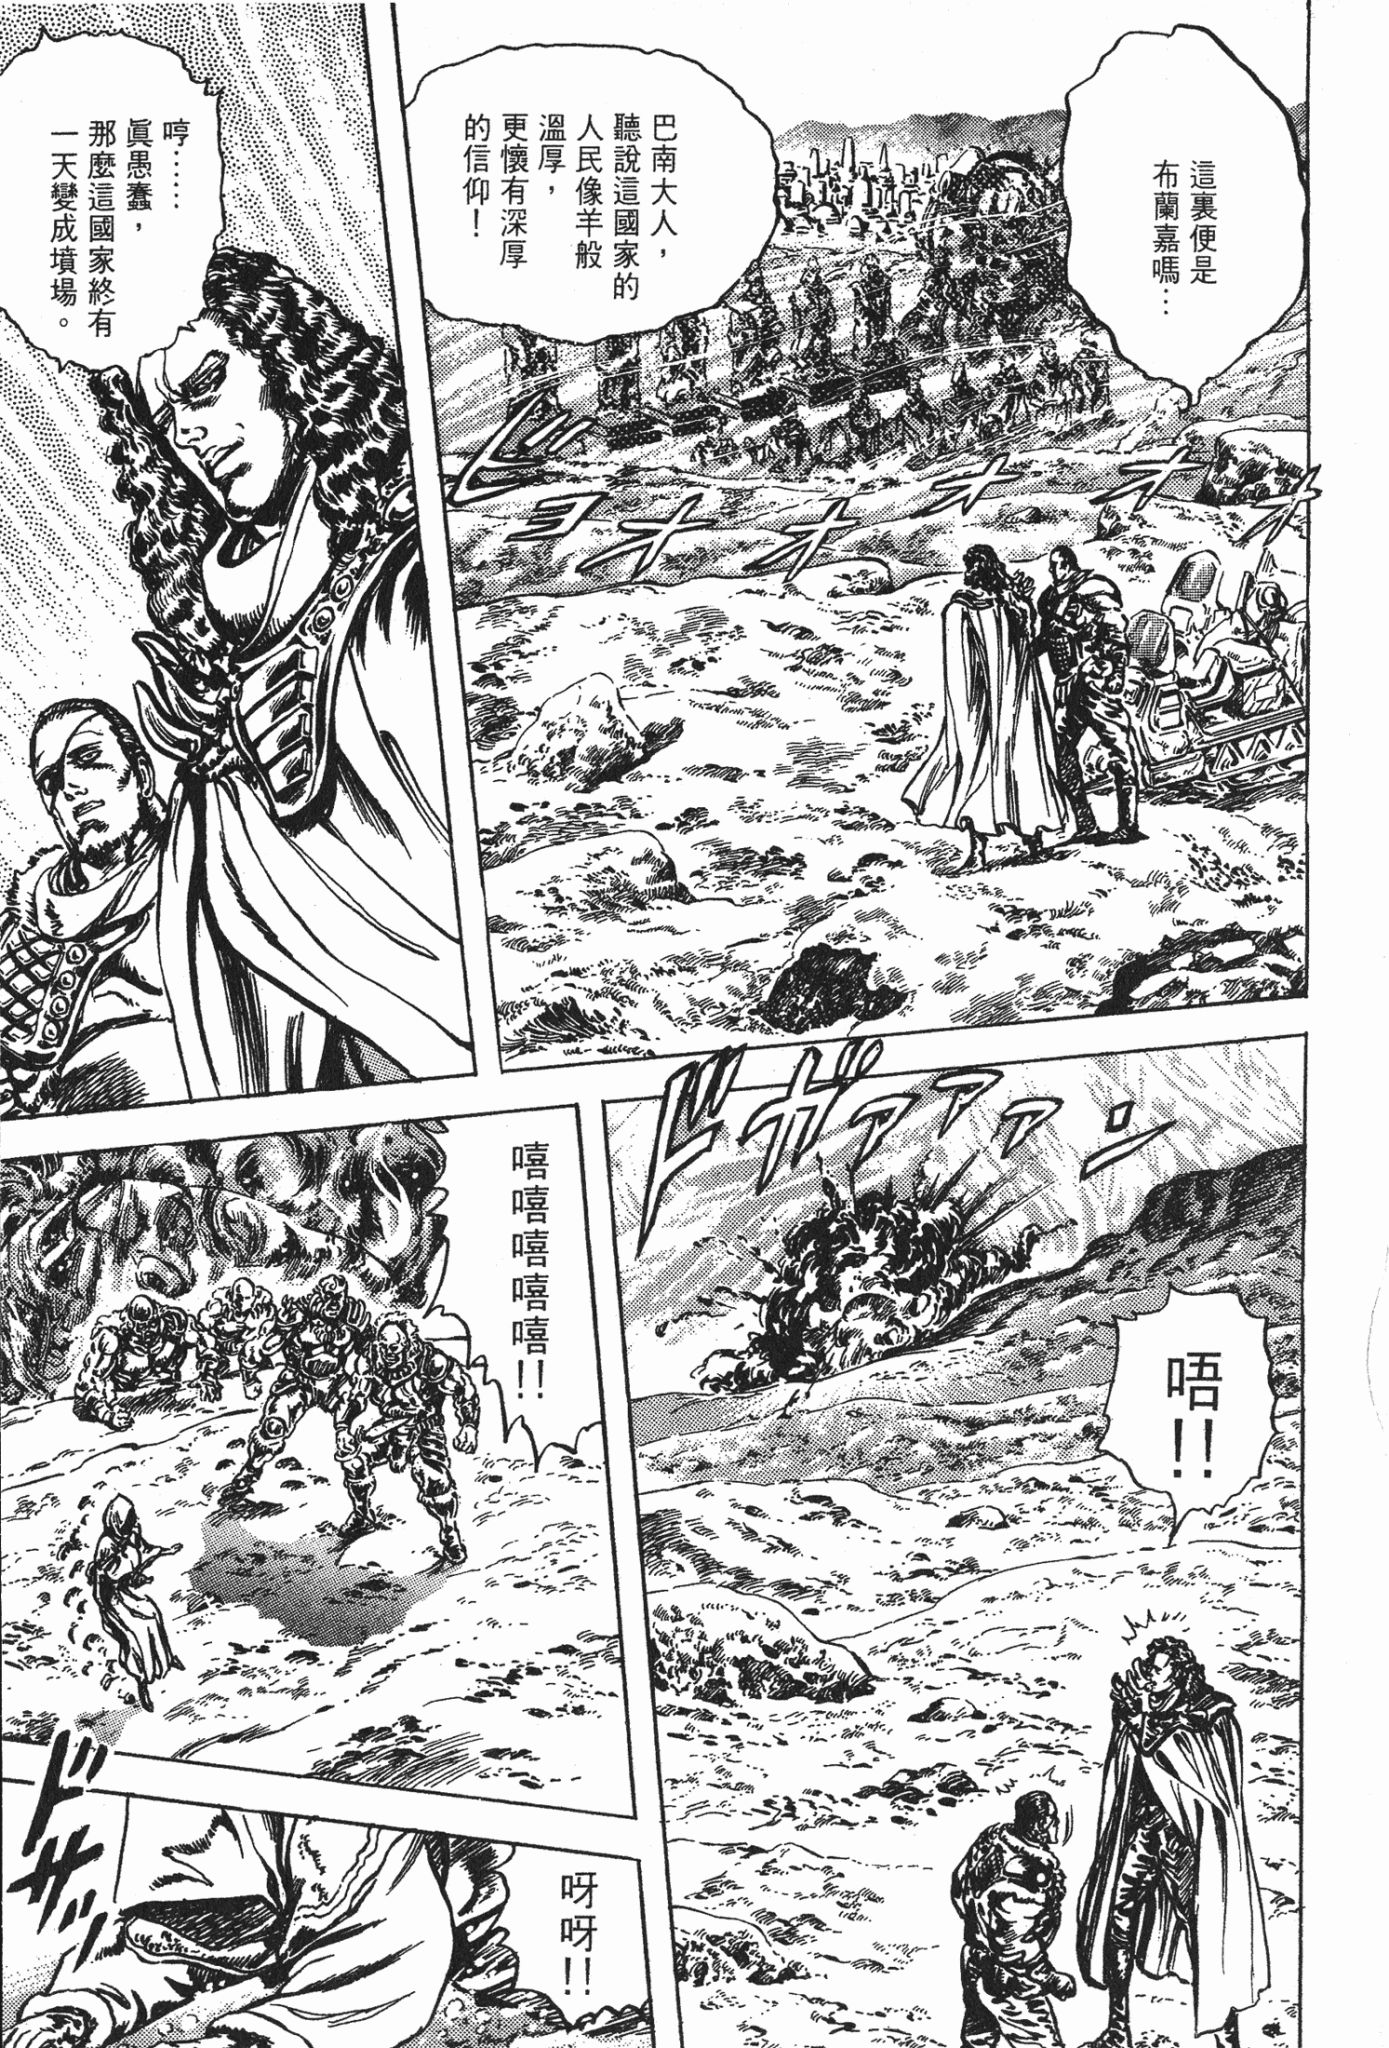 這裏便是
布蘭嘉嗎…
巴南大人，
聽說這國家的
人民像羊般
溫厚，
更懷有深厚
的信仰！
ビョオオオオオ
哼……
眞愚蠢，
那麼這國家終有
一天變成墳場。
ドガァァァン
唔!!
嘻嘻嘻嘻嘻!!
呀呀!!
ドザッ